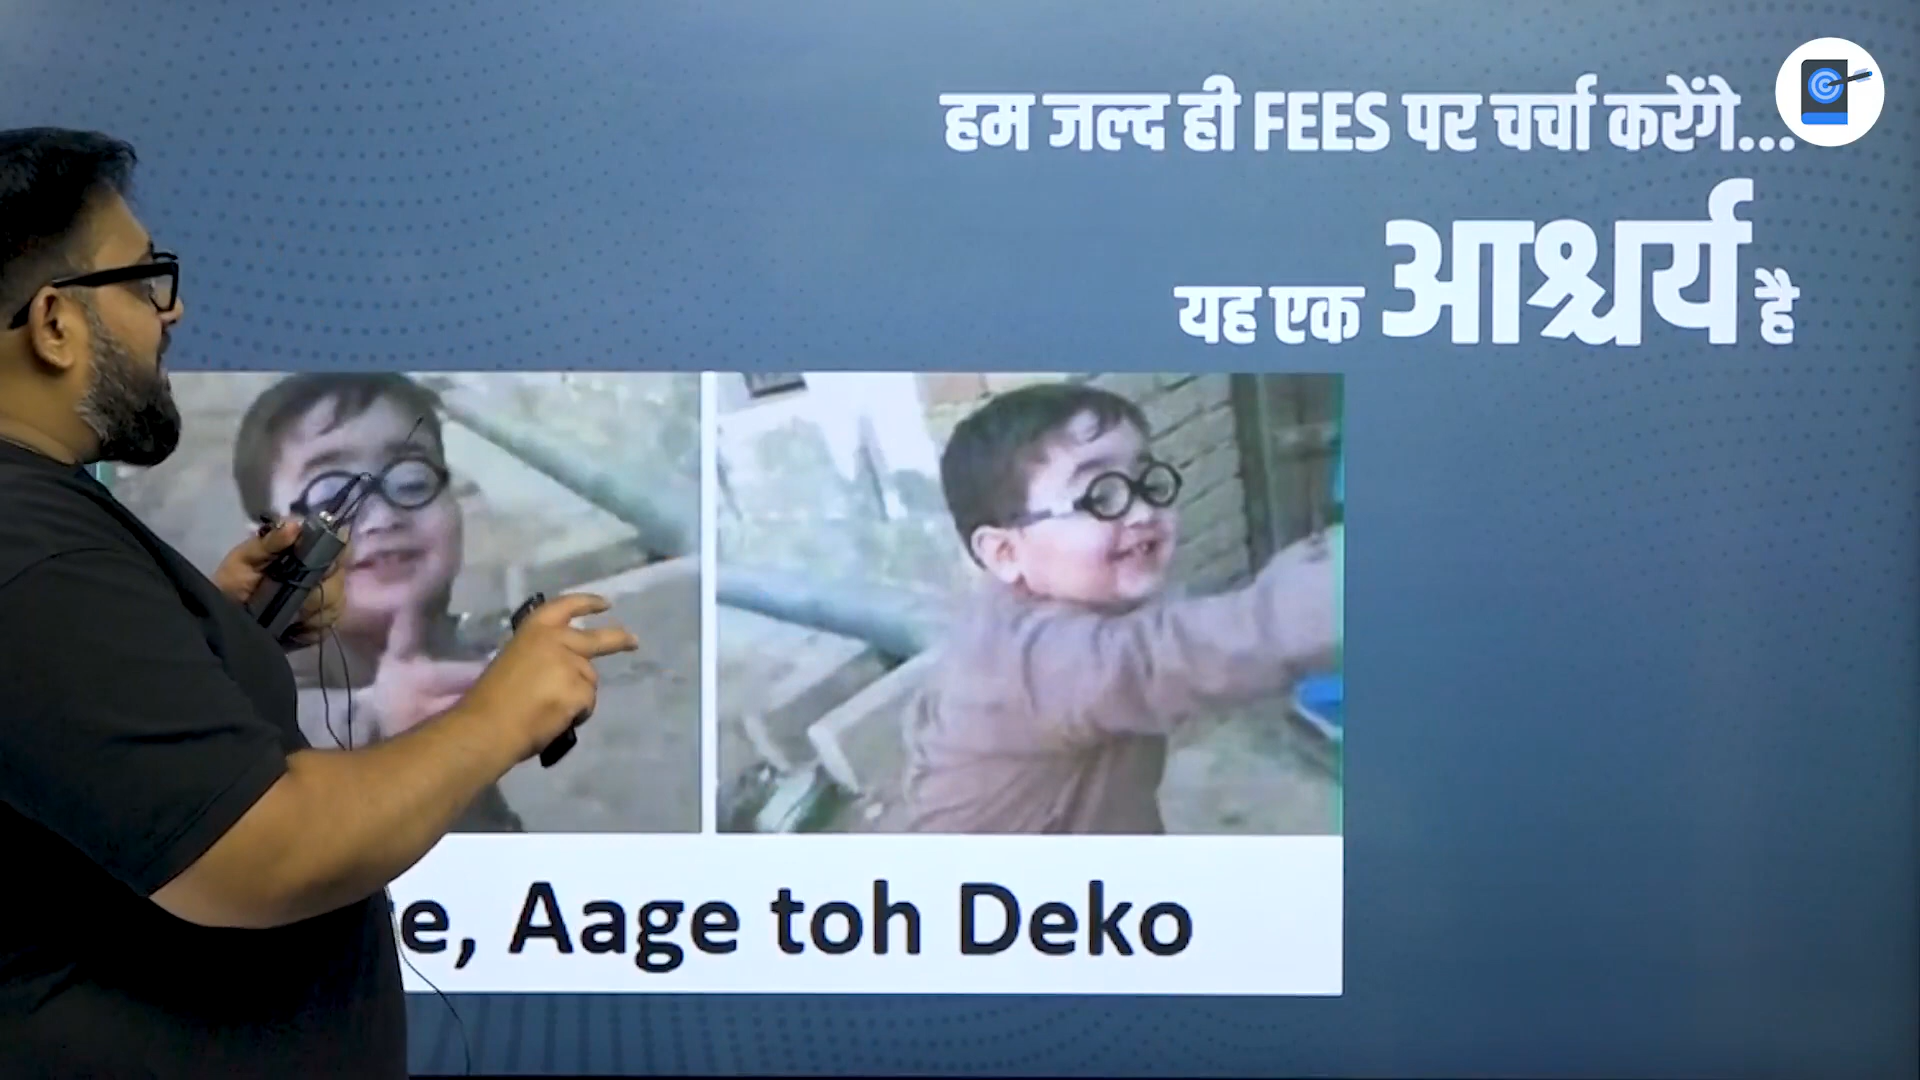 हम जल्द ही FEES पर चर्चा करेंगे...
यह एक आश्चर्य है
Aage toh Deko